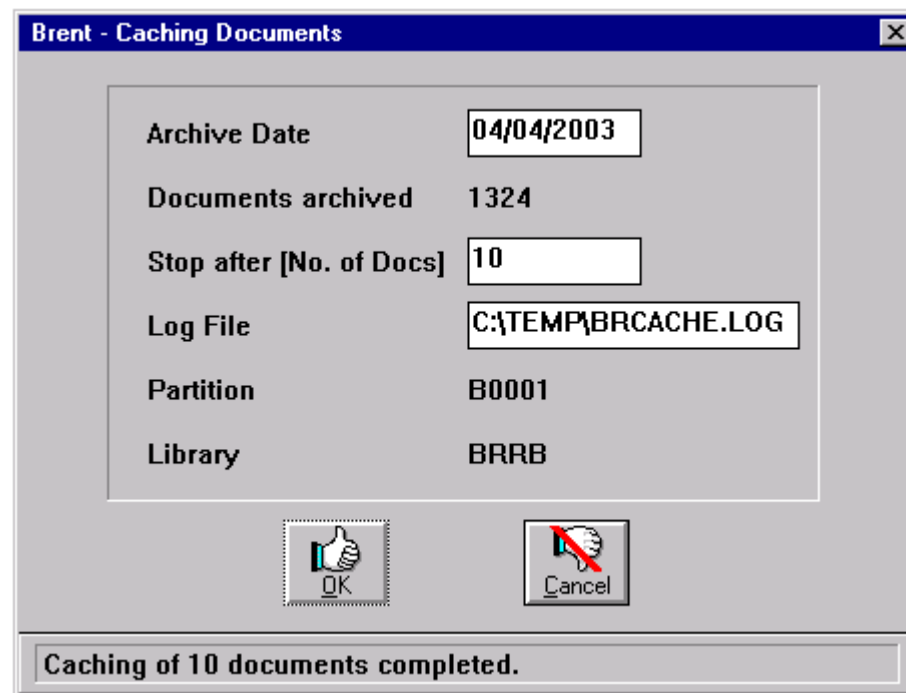 Brent - Caching Documents
Archive Date 04/04/2003
Documents archived 1324
Stop after [No. of Docs] 10
Log File C:\TEMP\BRCACHE.LOG
Partition B0001
Library BRRB
OK Cancel
Caching of 10 documents completed.